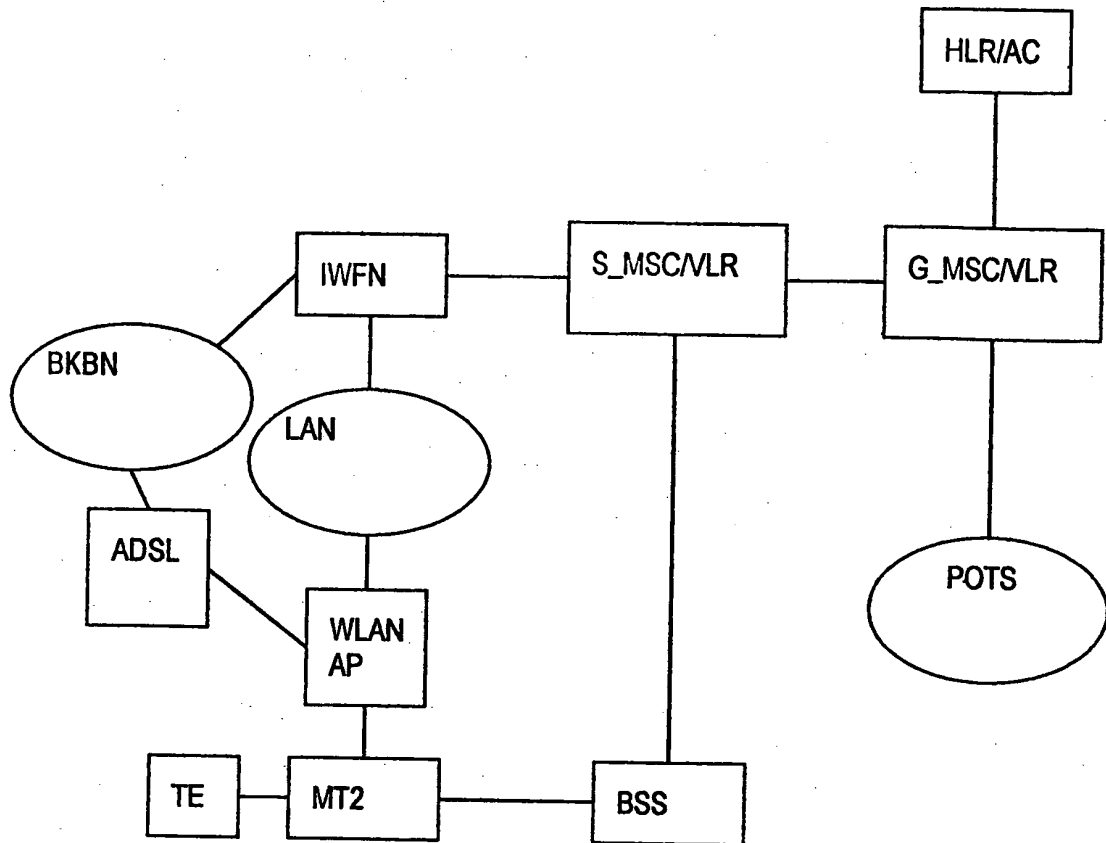 HLR/AC
IWFN
S_MSC/VLR
G_MSC/VLR
BKBN
LAN
ADSL
POTS
WLAN
AP
TE
MT2
BSS